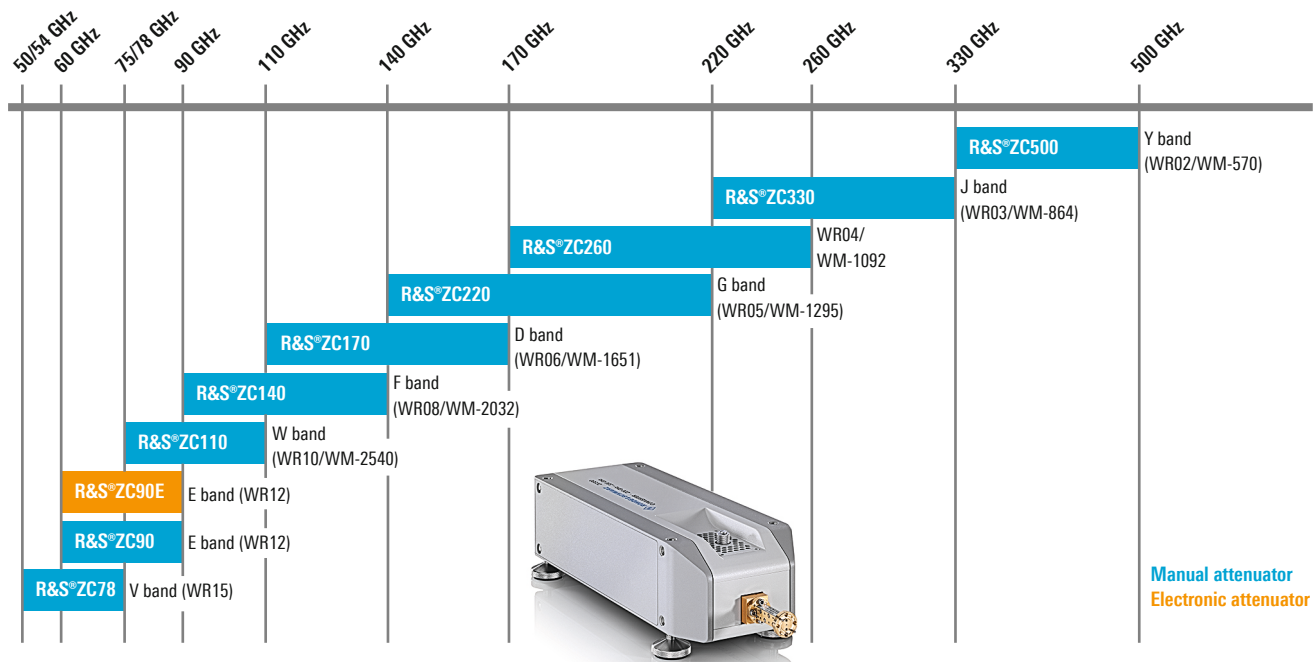 50/54 GHz
60 GHz
75/78 GHz
90 GHz
110 GHz
140 GHz
170 GHz
220 GHz
260 GHz
330 GHz
500 GHz
R&S®ZC500
Y band
(WR02/WM-570)
R&S®ZC330
J band
(WR03/WM-864)
R&S®ZC260
WR04/
WM-1092
R&S®ZC220
G band
(WR05/WM-1295)
R&S®ZC170
D band
(WR06/WM-1651)
R&S®ZC140
F band
(WR08/WM-2032)
R&S®ZC110
W band
(WR10/WM-2540)
R&S®ZC90E
E band (WR12)
R&S®ZC90
E band (WR12)
R&S®ZC78
V band (WR15)
Manual attenuator
Electronic attenuator